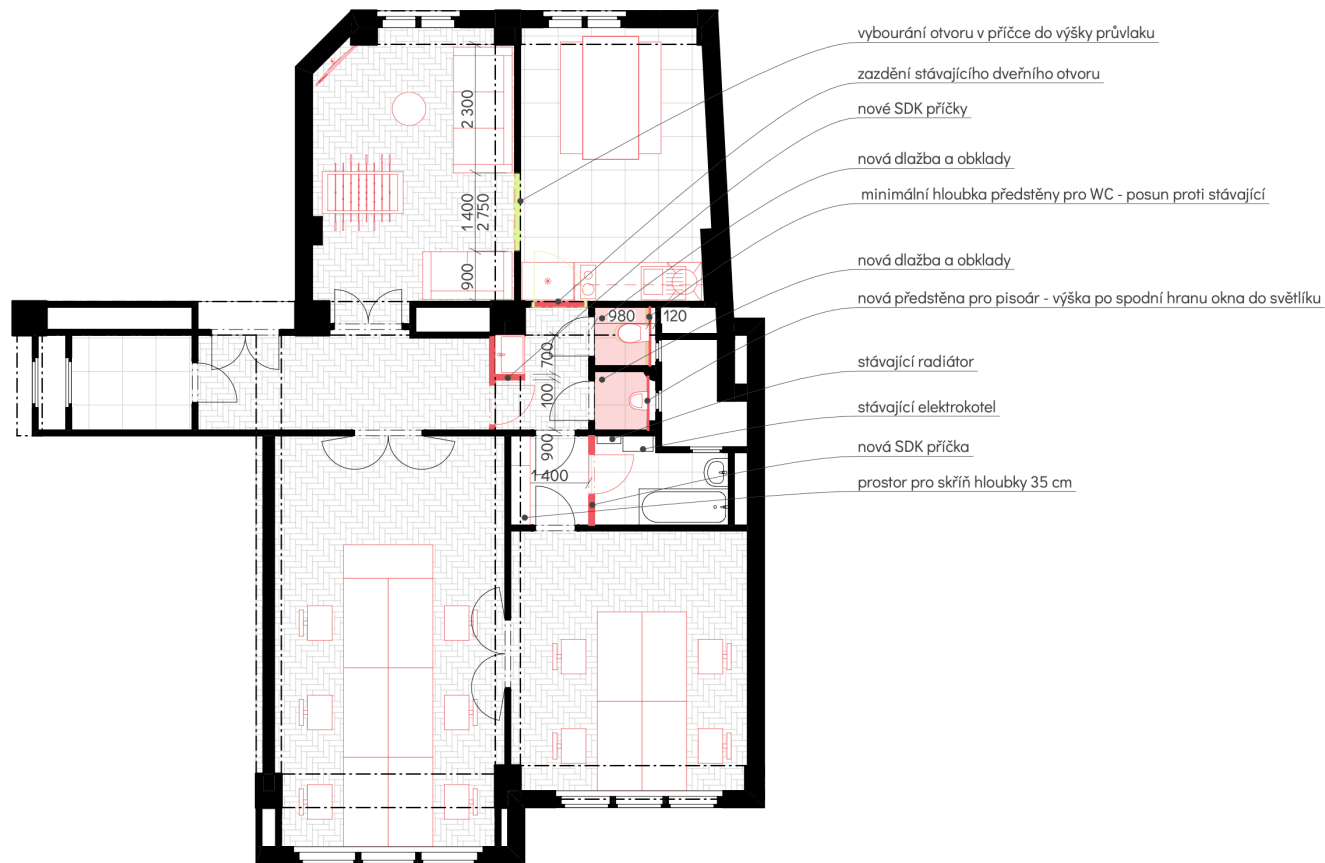 vybourání otvoru v příčce do výšky průvlaku
zazdění stávajícího dveřního otvoru
nové SDK příčky
nová dlažba a obklady
minimální hloubka předstěny pro WC - posun proti stávající
nová dlažba a obklady
nová předstěna pro pisoár - výška po spodní hranu okna do světlíku
stávající radiátor
stávající elektrokotel
nová SDK příčka
prostor pro skříň hloubky 35 cm
2 300
1 400
2 750
900
980
120
700
100
900
1 400